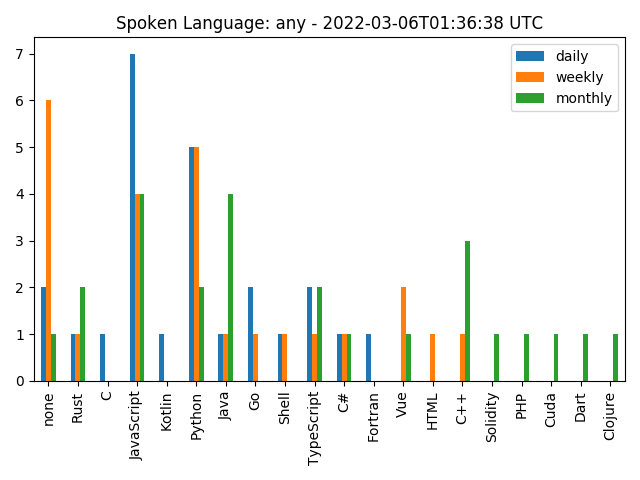 Spoken Language: any - 2022-03-06T01:36:38 UTC
daily
weekly
monthly
7
6
5
4
3
2
1
0
none
Rust
C
JavaScript
Kotlin
Python
Java
Go
Shell
TypeScript
C#
Fortran
Vue
HTML
C++
Solidity
PHP
Cuda
Dart
Clojure